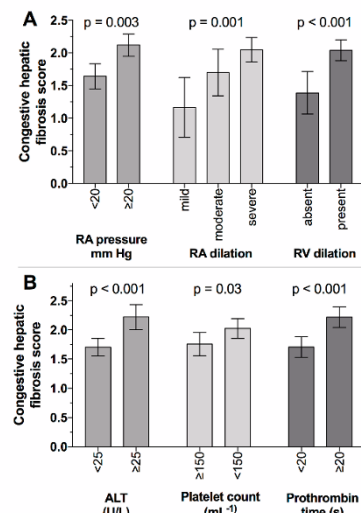 A
p = 0.003
p = 0.001
p < 0.001
Congestive hepatic
fibrosis score
2.5
2.0
1.5
1.0
0.5
0.0
<20
≥20
mild
moderate
severe
absent
present
RA pressure
mm Hg
RA dilation
RV dilation
B
p < 0.001
p = 0.03
p < 0.001
Congestive hepatic
fibrosis score
2.5
2.0
1.5
1.0
0.5
0.0
<25
≥25
≥150
<150
<20
≥20
ALT
(U/L)
Platelet count
(mL⁻¹)
Prothrombin
time (s)